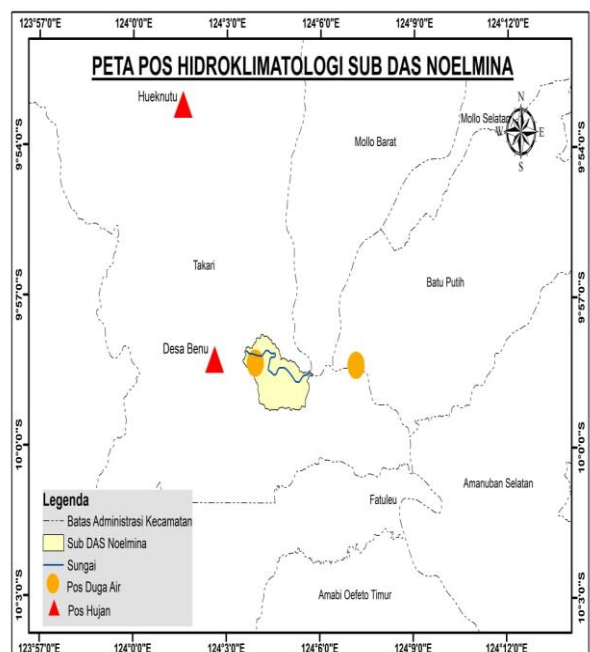 123°57'0"E 124°0'0"E 124°3'0"E 124°6'0"E 124°9'0"E 124°12'0"E
PETA POS HIDROKLIMATOLOGI SUB DAS NOELMINA
Hueknutu
Mollo Selatan
N
W E
S
Mollo Barat
9°54'0"S 9°54'0"S
Takari
Batu Putih
9°57'0"S 9°57'0"S
Desa Benu
10°0'0"S 10°0'0"S
Amanuban Selatan
Fatuleu
Legenda
Batas Administrasi Kecamatan
Sub DAS Noelmina
Sungai
Pos Duga Air
Pos Hujan
Amabi Oefeto Timur
10°3'0"S 10°3'0"S
123°57'0"E 124°0'0"E 124°3'0"E 124°6'0"E 124°9'0"E 124°12'0"E